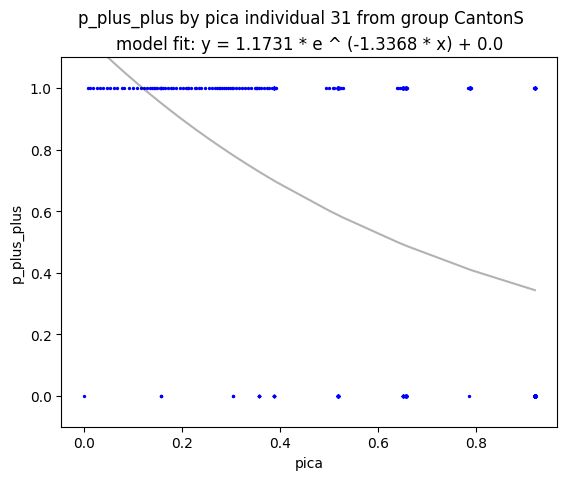 p_plus_plus by pica individual 31 from group CantonS
model fit: y = 1.1731 * e ^ (-1.3368 * x) + 0.0
1.0
0.8
0.6
0.4
0.2
0.0
p_plus_plus
0.0 0.2 0.4 0.6 0.8
pica